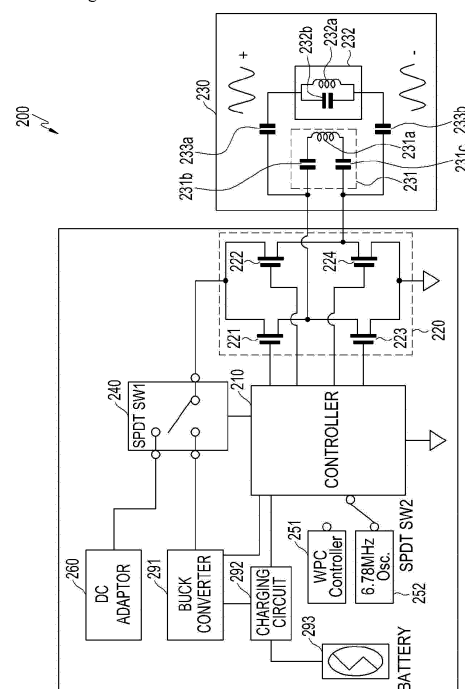 200
230
232b
232
232a
+
-
233a
231b
231a
231
231c
233b
222
224
221
223
220
240
SPDT SW1
210
CONTROLLER
260
DC
ADAPTOR
291
BUCK
CONVERTER
292
CHARGING
CIRCUIT
251
WPC
Controller
6.78MHz
Osc.
252
SPDT SW2
293
BATTERY